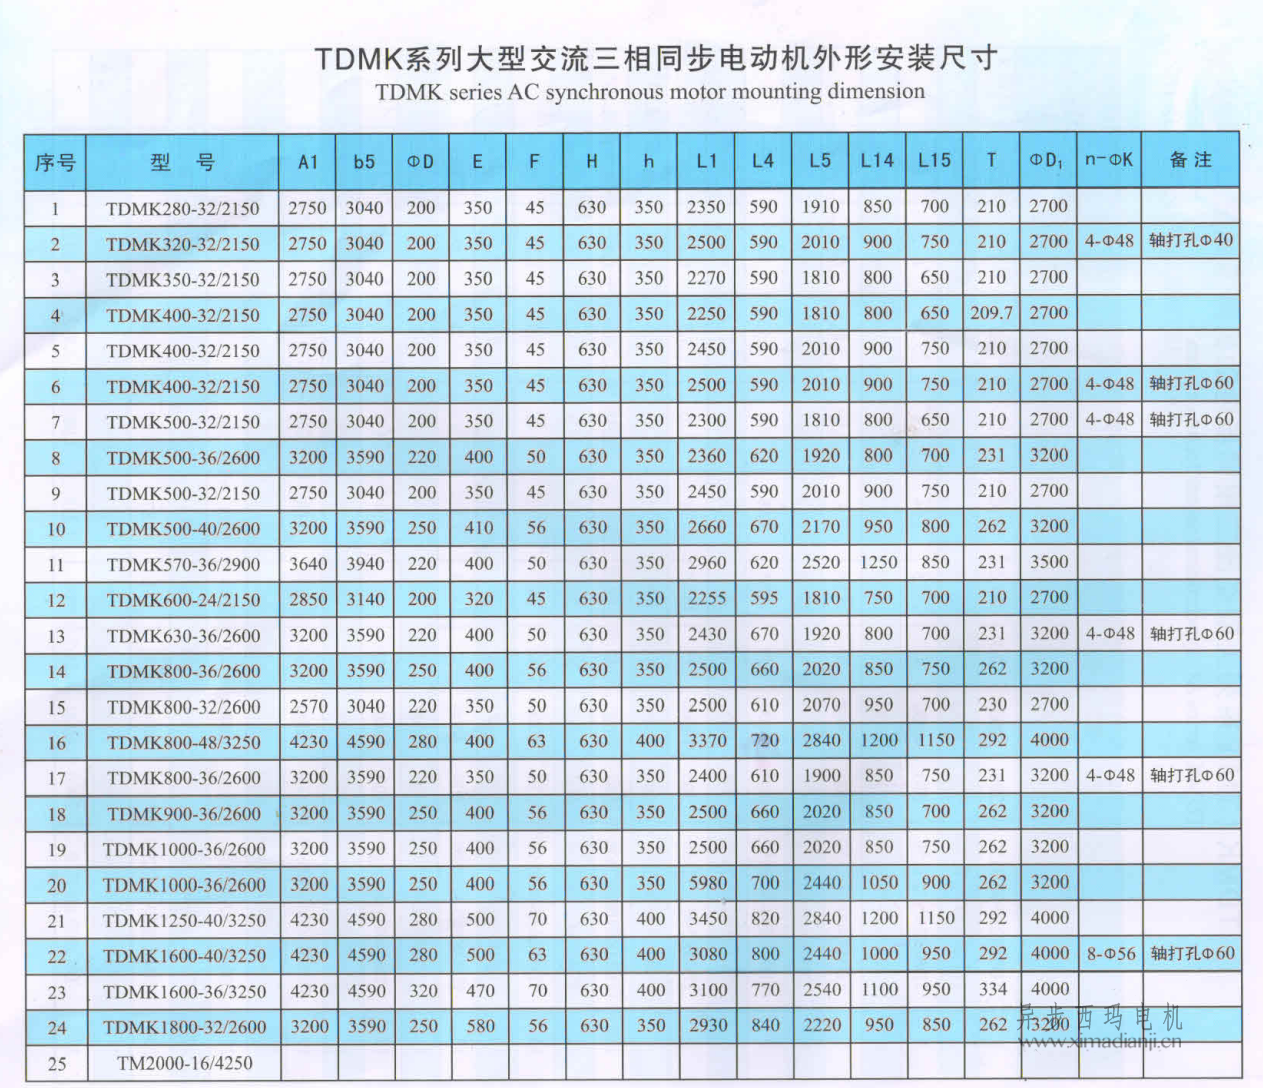 TDMK系列大型交流三相同步电动机外形安装尺寸
TDMK series AC synchronous motor mounting dimension
序号 型 号 A1 b5 ΦD E F H h L1 L4 L5 L14 L15 T ΦD₁ n-ΦK 备 注
1 TDMK280-32/2150 2750 3040 200 350 45 630 350 2350 590 1910 850 700 210 2700
2 TDMK320-32/2150 2750 3040 200 350 45 630 350 2500 590 2010 900 750 210 2700 4-Φ48 轴打孔Φ40
3 TDMK350-32/2150 2750 3040 200 350 45 630 350 2270 590 1810 800 650 210 2700
4 TDMK400-32/2150 2750 3040 200 350 45 630 350 2250 590 1810 800 650 209.7 2700
5 TDMK400-32/2150 2750 3040 200 350 45 630 350 2450 590 2010 900 750 210 2700
6 TDMK400-32/2150 2750 3040 200 350 45 630 350 2500 590 2010 900 750 210 2700 4-Φ48 轴打孔Φ60
7 TDMK500-32/2150 2750 3040 200 350 45 630 350 2300 590 1810 800 650 210 2700 4-Φ48 轴打孔Φ60
8 TDMK500-36/2600 3200 3590 220 400 50 630 350 2360 620 1920 800 700 231 3200
9 TDMK500-32/2150 2750 3040 200 350 45 630 350 2450 590 2010 900 750 210 2700
10 TDMK500-40/2600 3200 3590 250 410 56 630 350 2660 670 2170 950 800 262 3200
11 TDMK570-36/2900 3640 3940 220 400 50 630 350 2960 620 2520 1250 850 231 3500
12 TDMK600-24/2150 2850 3140 200 320 45 630 350 2255 595 1810 750 700 210 2700
13 TDMK630-36/2600 3200 3590 220 400 50 630 350 2430 670 1920 800 700 231 3200 4-Φ48 轴打孔Φ60
14 TDMK800-36/2600 3200 3590 250 400 56 630 350 2500 660 2020 850 750 262 3200
15 TDMK800-32/2600 2570 3040 220 350 50 630 350 2500 610 2070 950 700 230 2700
16 TDMK800-48/3250 4230 4590 280 400 63 630 400 3370 720 2840 1200 1150 292 4000
17 TDMK800-36/2600 3200 3590 220 350 50 630 350 2400 610 1900 850 750 231 3200 4-Φ48 轴打孔Φ60
18 TDMK900-36/2600 3200 3590 250 400 56 630 350 2500 660 2020 850 700 262 3200
19 TDMK1000-36/2600 3200 3590 250 400 56 630 350 2500 660 2020 850 750 262 3200
20 TDMK1000-36/2600 3200 3590 250 400 56 630 350 5980 700 2440 1050 900 262 3200
21 TDMK1250-40/3250 4230 4590 280 500 70 630 400 3450 820 2840 1200 1150 292 4000
22 TDMK1600-40/3250 4230 4590 280 500 63 630 400 3080 800 2440 1000 950 292 4000 8-Φ56 轴打孔Φ60
23 TDMK1600-36/3250 4230 4590 320 470 70 630 400 3100 770 2540 1100 950 334 4000
24 TDMK1800-32/2600 3200 3590 250 580 56 630 350 2930 840 2220 950 850 262 3200
异步西玛电机
www.ximadianji.cn
25 TM2000-16/4250